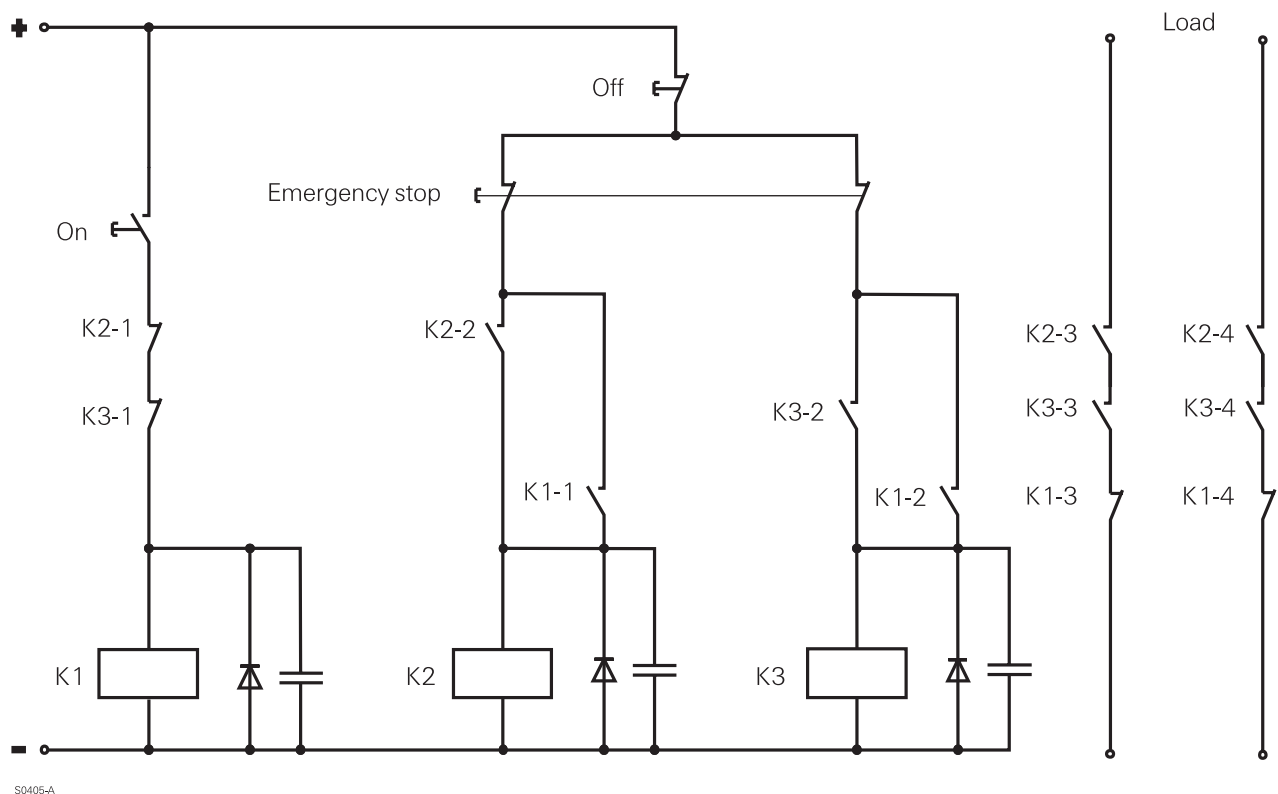 +
Load
Off
Emergency stop
On
K2-1
K2-2
K2-3
K2-4
K3-1
K3-2
K3-3
K3-4
K1-1
K1-2
K1-3
K1-4
K1
K2
K3
-
S0405-A